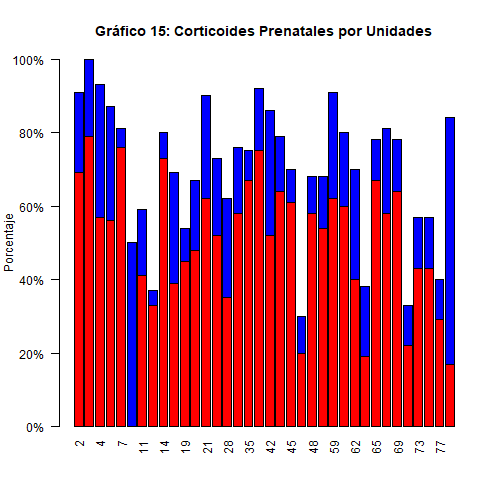 Gráfico 15: Corticoides Prenatales por Unidades
100%
80%
60%
40%
20%
0%
Porcentaje
2 4 7 11 14 19 21 28 35 42 45 48 59 62 65 69 73 77